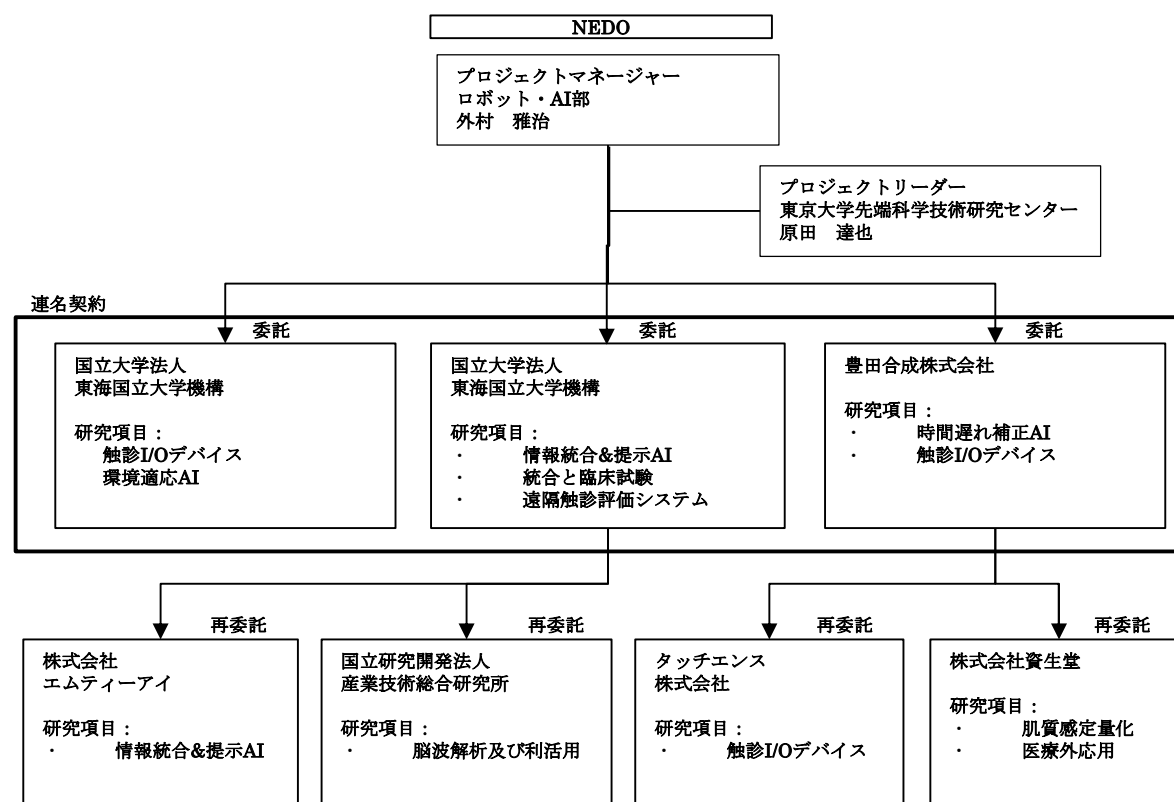 NEDO
プロジェクトマネージャー
ロボット・AI部
外村　雅治
プロジェクトリーダー
東京大学先端科学技術研究センター
原田　達也
連名契約
委託
国立大学法人
東海国立大学機構
研究項目：
触診I/Oデバイス
環境適応AI
委託
国立大学法人
東海国立大学機構
研究項目：
・　情報統合&提示AI
・　統合と臨床試験
・　遠隔触診評価システム
委託
豊田合成株式会社
研究項目：
・　時間遅れ補正AI
・　触診I/Oデバイス
再委託
株式会社
エムティーアイ
研究項目：
・　情報統合&提示AI
再委託
国立研究開発法人
産業技術総合研究所
研究項目：
・　脳波解析及び利活用
再委託
タッチエンス
株式会社
研究項目：
・　触診I/Oデバイス
再委託
株式会社資生堂
研究項目：
・　肌質感定量化
・　医療外応用